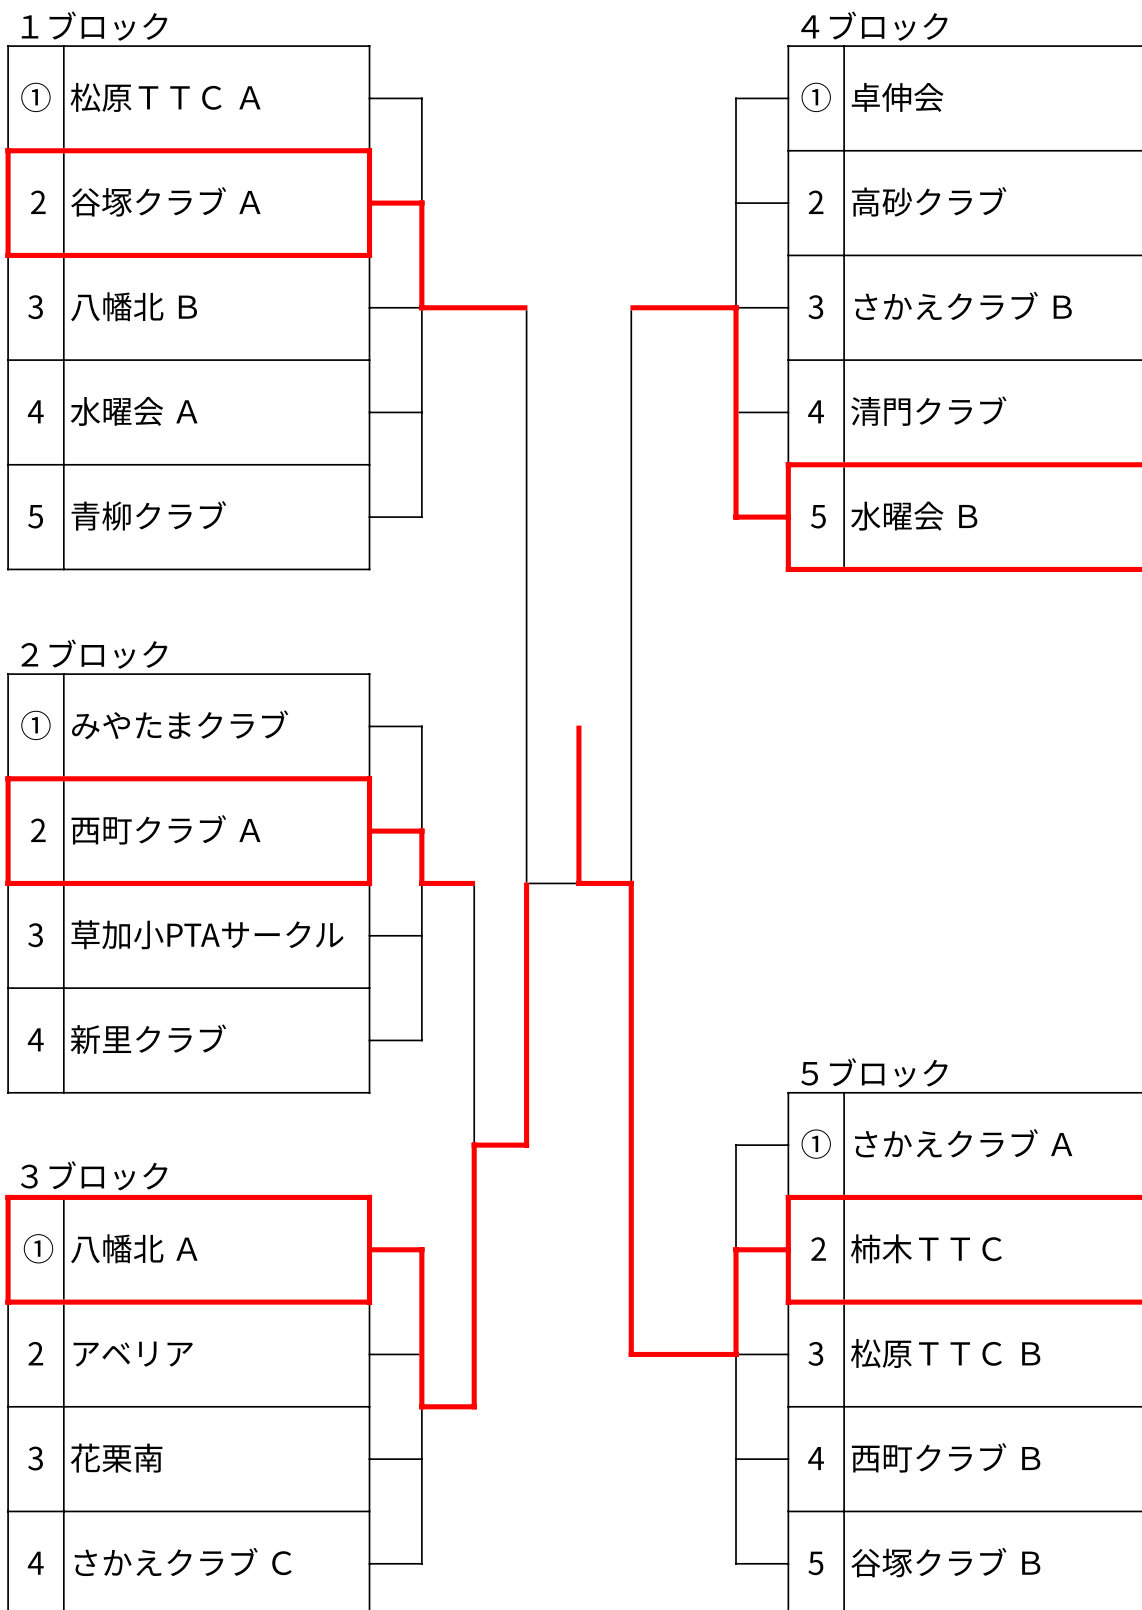 １ブロック
① 松原ＴＴＣ A
2 谷塚クラブ A
3 八幡北 B
4 水曜会 A
5 青柳クラブ
２ブロック
① みやたまクラブ
2 西町クラブ A
3 草加小PTAサークル
4 新里クラブ
３ブロック
① 八幡北 A
2 アベリア
3 花栗南
4 さかえクラブ C
４ブロック
① 卓伸会
2 高砂クラブ
3 さかえクラブ B
4 清門クラブ
5 水曜会 B
５ブロック
① さかえクラブ A
2 柿木ＴＴＣ
3 松原ＴＴＣ B
4 西町クラブ B
5 谷塚クラブ B